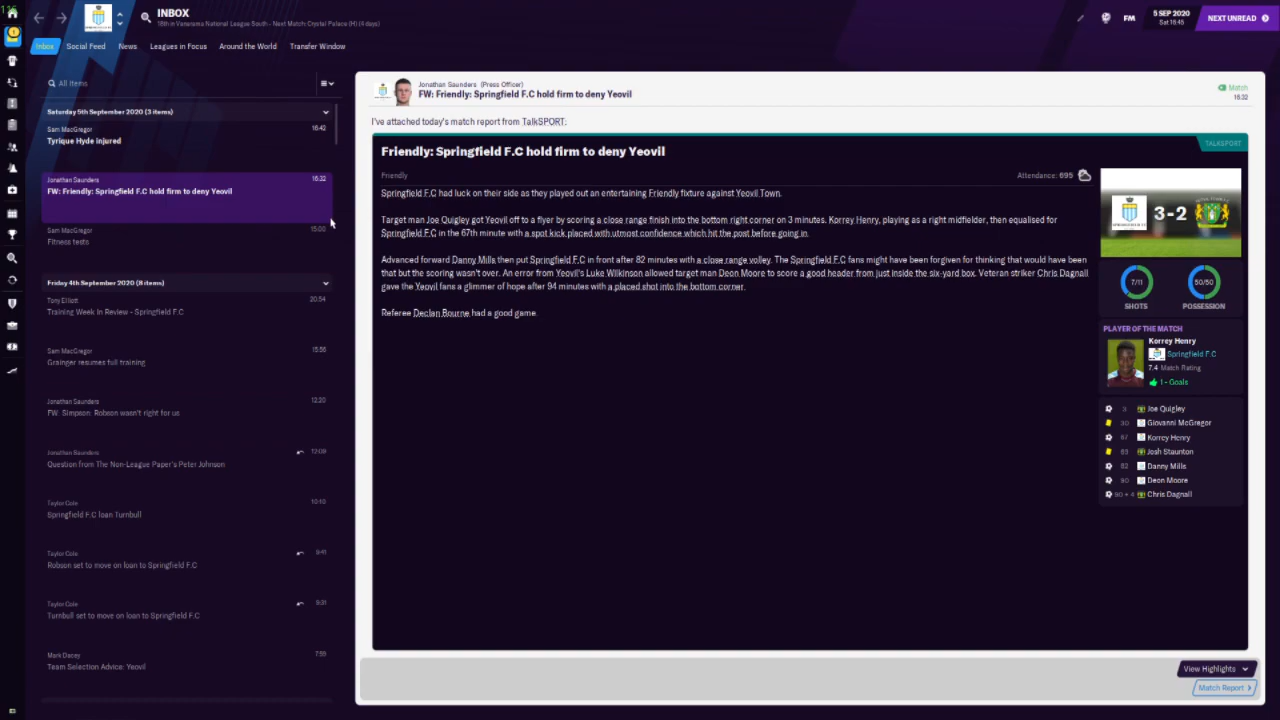 116
INBOX
18th in Vanarama National League South - Next Match: Crystal Palace (H) (4 days)
FM
5 SEP 2020
Sat 16:45
NEXT UNREAD
Inbox
Social Feed
News
Leagues in Focus
Around the World
Transfer Window
All Items
Saturday 5th September 2020 (3 items)
Sam MacGregor
16:42
Tyrique Hyde injured
Jonathan Saunders
16:32
FW: Friendly: Springfield F.C hold firm to deny Yeovil
Sam MacGregor
15:00
Fitness tests
Friday 4th September 2020 (8 items)
Tony Elliott
20:54
Training Week in Review - Springfield F.C
Sam MacGregor
15:56
Grainger resumes full training
Jonathan Saunders
12:20
FW: Simpson: Robson wasn't right for us
Jonathan Saunders
12:09
Question from The Non-League Paper's Peter Johnson
Taylor Cole
10:10
Springfield F.C loan Turnbull
Taylor Cole
9:41
Robson set to move on loan to Springfield F.C
Taylor Cole
9:31
Turnbull set to move on loan to Springfield F.C
Mark Dacey
7:59
Team Selection Advice: Yeovil
Jonathan Saunders (Press Officer)
FW: Friendly: Springfield F.C hold firm to deny Yeovil
Match
16:32
I've attached today's match report from TalkSPORT:
TALKSPORT
Friendly: Springfield F.C hold firm to deny Yeovil
Friendly
Attendance: 695
Springfield F.C had luck on their side as they played out an entertaining Friendly fixture against Yeovil Town.
Target man Joe Quigley got Yeovil off to a flyer by scoring a close range finish into the bottom right corner on 3 minutes. Korrey Henry, playing as a right midfielder, then equalised for
Springfield F.C in the 67th minute with a spot kick placed with utmost confidence which hit the post before going in.
Advanced forward Danny Mills then put Springfield F.C in front after 82 minutes with a close range volley. The Springfield F.C fans might have been forgiven for thinking that would have been
that but the scoring wasn't over. An error from Yeovil's Luke Wilkinson allowed target man Deon Moore to score a good header from just inside the six-yard box. Veteran striker Chris Dagnall
gave the Yeovil fans a glimmer of hope after 94 minutes with a placed shot into the bottom corner.
Referee Declan Bourne had a good game.
3-2
7/11
50/50
SHOTS
POSSESSION
PLAYER OF THE MATCH
Korrey Henry
Springfield F.C
7.4 Match Rating
1 - Goals
3 Joe Quigley
30 Giovanni McGregor
67 Korrey Henry
69 Josh Staunton
82 Danny Mills
90 Deon Moore
90 + 4 Chris Dagnall
View Highlights
Match Report